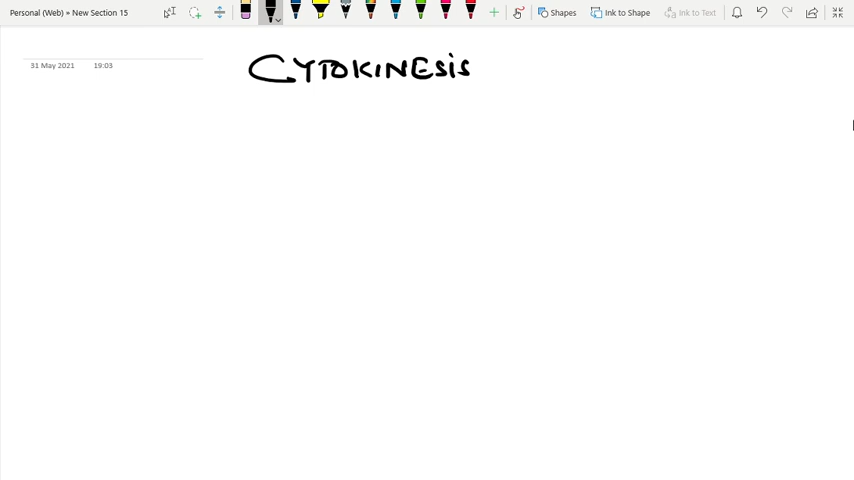 Personal (Web) » New Section 15
Shapes
Ink to Shape
Ink to Text
31 May 2021 19:03
CYTOKINESIS